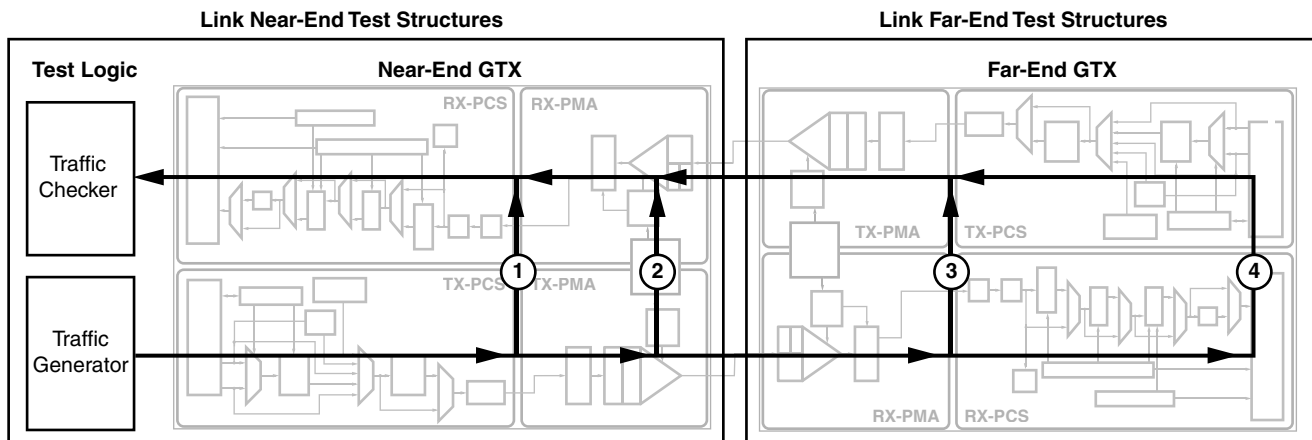 Link Near-End Test Structures
Link Far-End Test Structures
Test Logic
Near-End GTX
Far-End GTX
RX-PCS
RX-PMA
Traffic
Checker
TX-PMA
TX-PCS
1
2
3
4
TX-PCS
TX-PMA
Traffic
Generator
RX-PMA
RX-PCS